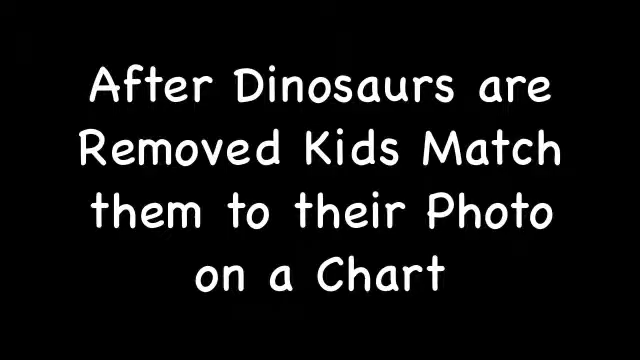 After Dinosaurs are
Removed Kids Match
them to their Photo
on a Chart